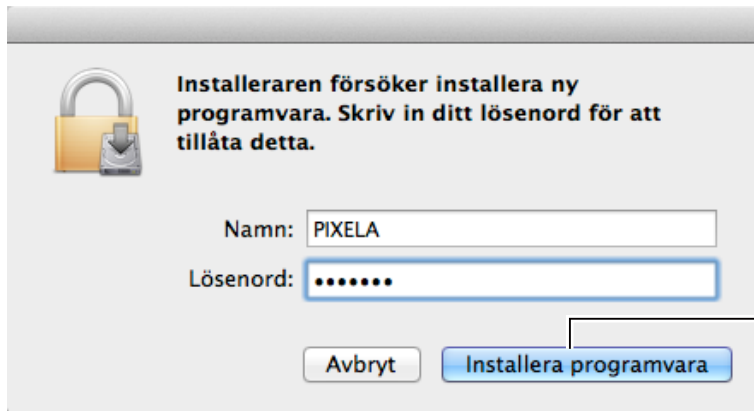 Installeraren försöker installera ny
programvara. Skriv in ditt lösenord för att
tillåta detta.
Namn: PIXELA
Lösenord: •••••••
Avbryt Installera programvara